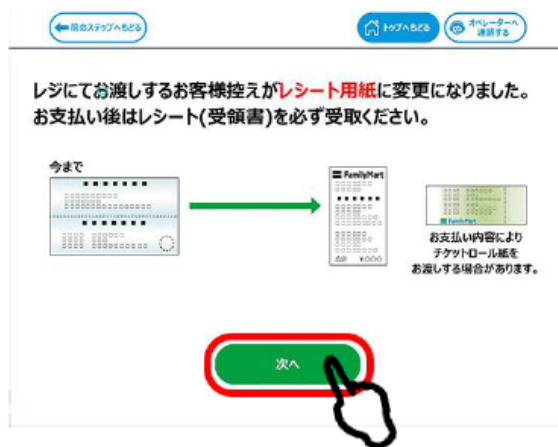 前のステップへもどる
トップへもどる
オペレーターへ
連絡する
レジにてお渡しするお客様控えがレシート用紙に変更になりました。
お支払い後はレシート(受領書)を必ず受取ください。
今まで
FamilyMart
合計 ¥000
FamilyMart
お支払い内容により
チケットロール紙を
お渡しする場合があります。
次へ